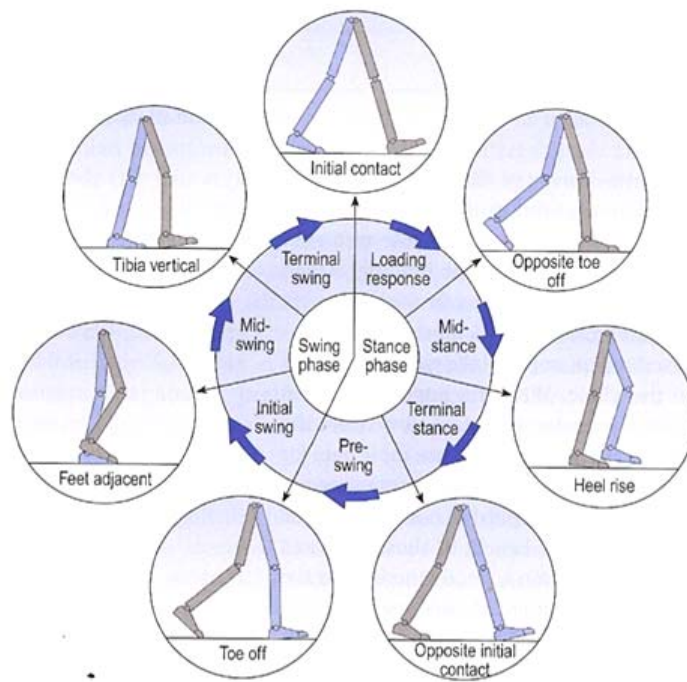 Initial contact
Tibia vertical
Terminal
swing
Loading
response
Opposite toe
off
Mid-
swing
Swing
phase
Stance
phase
Mid-
stance
Initial
swing
Terminal
stance
Pre-
swing
Feet adjacent
Heel rise
Toe off
Opposite initial
contact